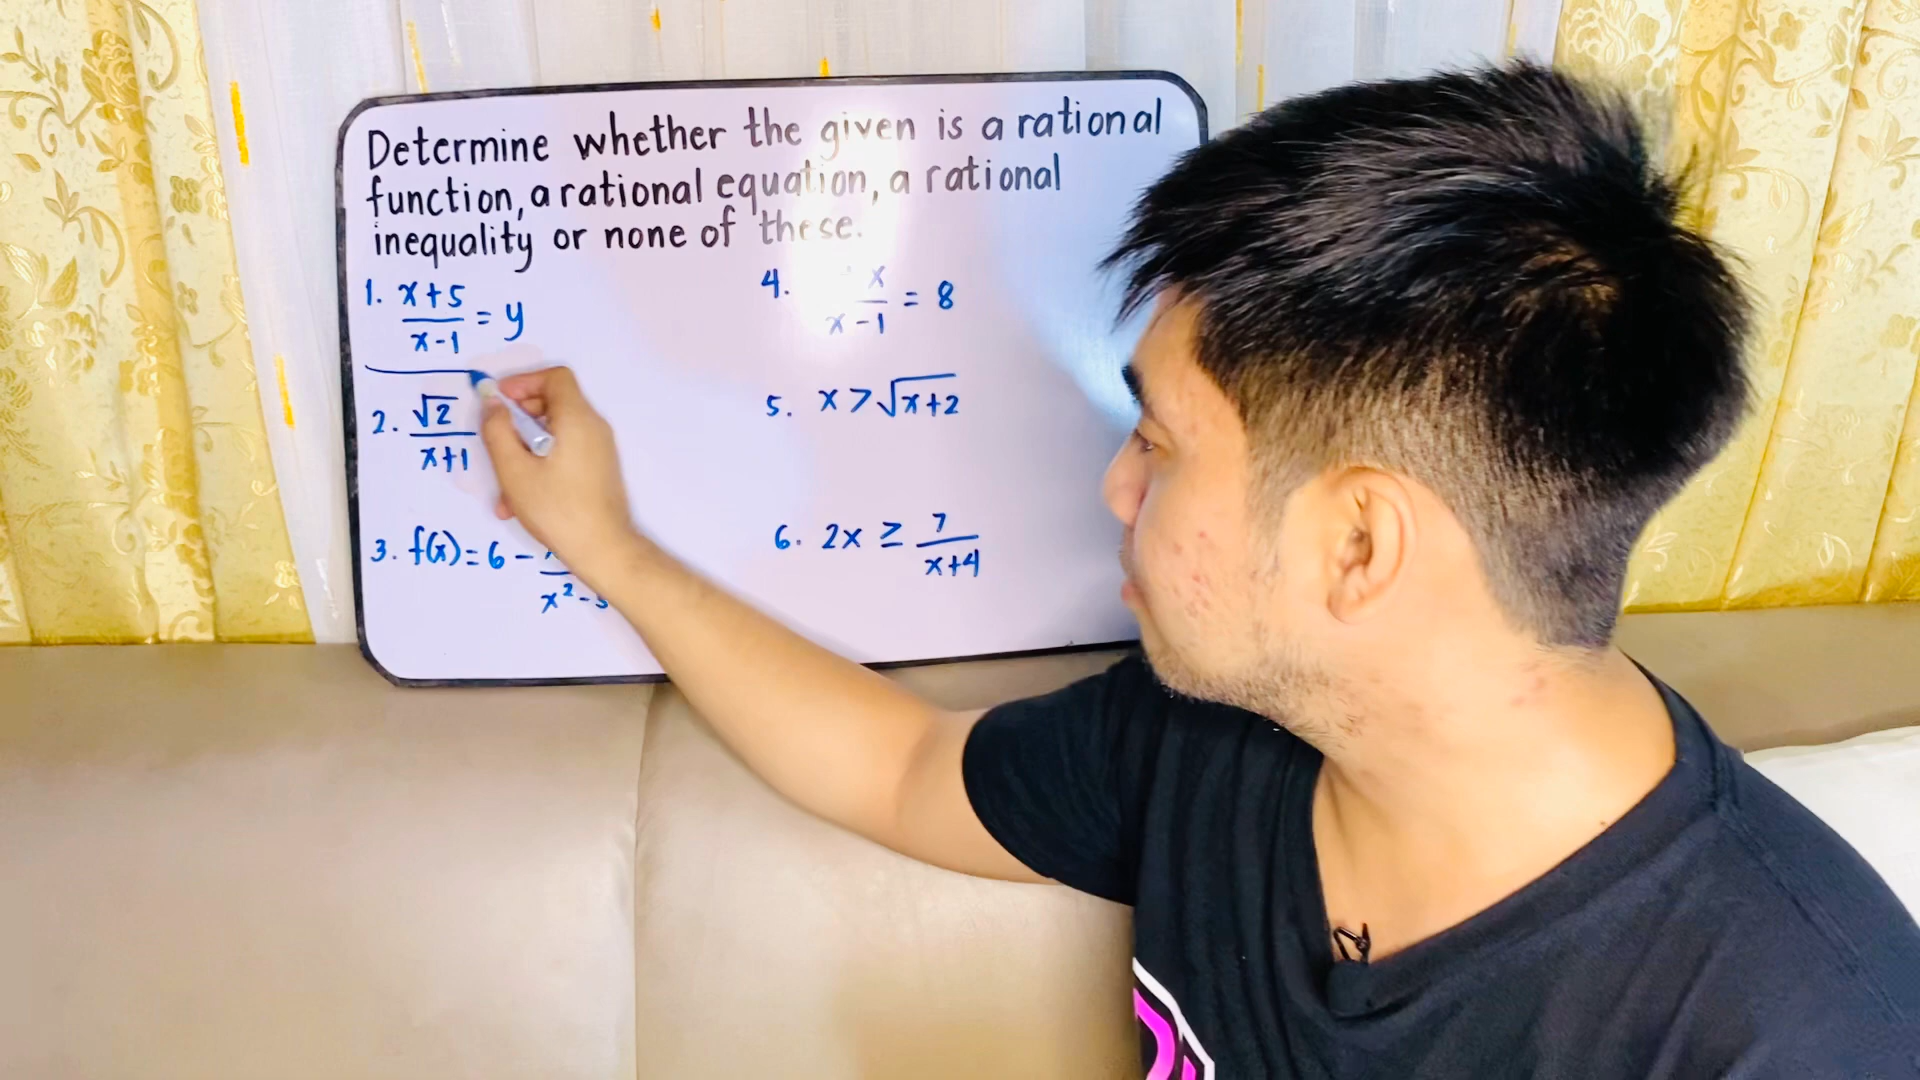 Determine whether the given is a rational
function, a rational equation, a rational
inequality or none of these.
1. x+5
x-1 = y
2. √2
x+1
3. f(x) = 6 -
x² - 5
4. x
x-1 = 8
5. x > √x+2
6. 2x ≥ 7
x+4